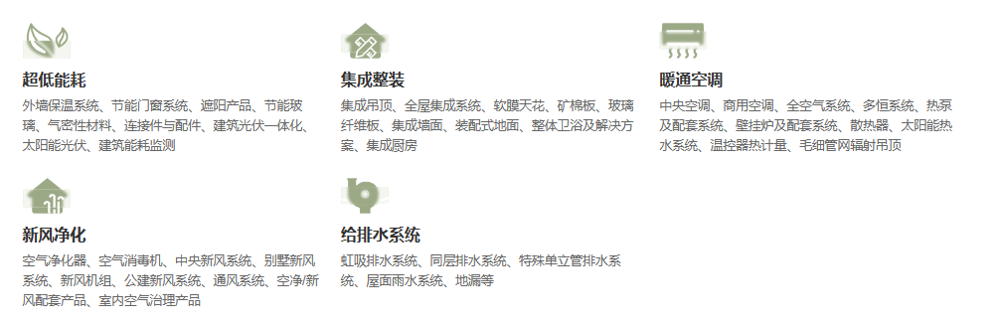 超低能耗
外墙保温系统、节能门窗系统、遮阳产品、节能玻
璃、气密性材料、连接件与配件、建筑光伏一体化、
太阳能光伏、建筑能耗监测
集成整装
集成吊顶、全屋集成系统、软膜天花、矿棉板、玻璃
纤维板、集成墙面、装配式地面、整体卫浴及解决方
案、集成厨房
暖通空调
中央空调、商用空调、全空气系统、多恒系统、热泵
及配套系统、壁挂炉及配套系统、散热器、太阳能热
水系统、温控器热计量、毛细管网辐射吊顶
新风净化
空气净化器、空气消毒机、中央新风系统、别墅新风
系统、新风机组、公建新风系统、通风系统、空净/新
风配套产品、室内空气治理产品
给排水系统
虹吸排水系统、同层排水系统、特殊单立管排水系
统、屋面雨水系统、地漏等